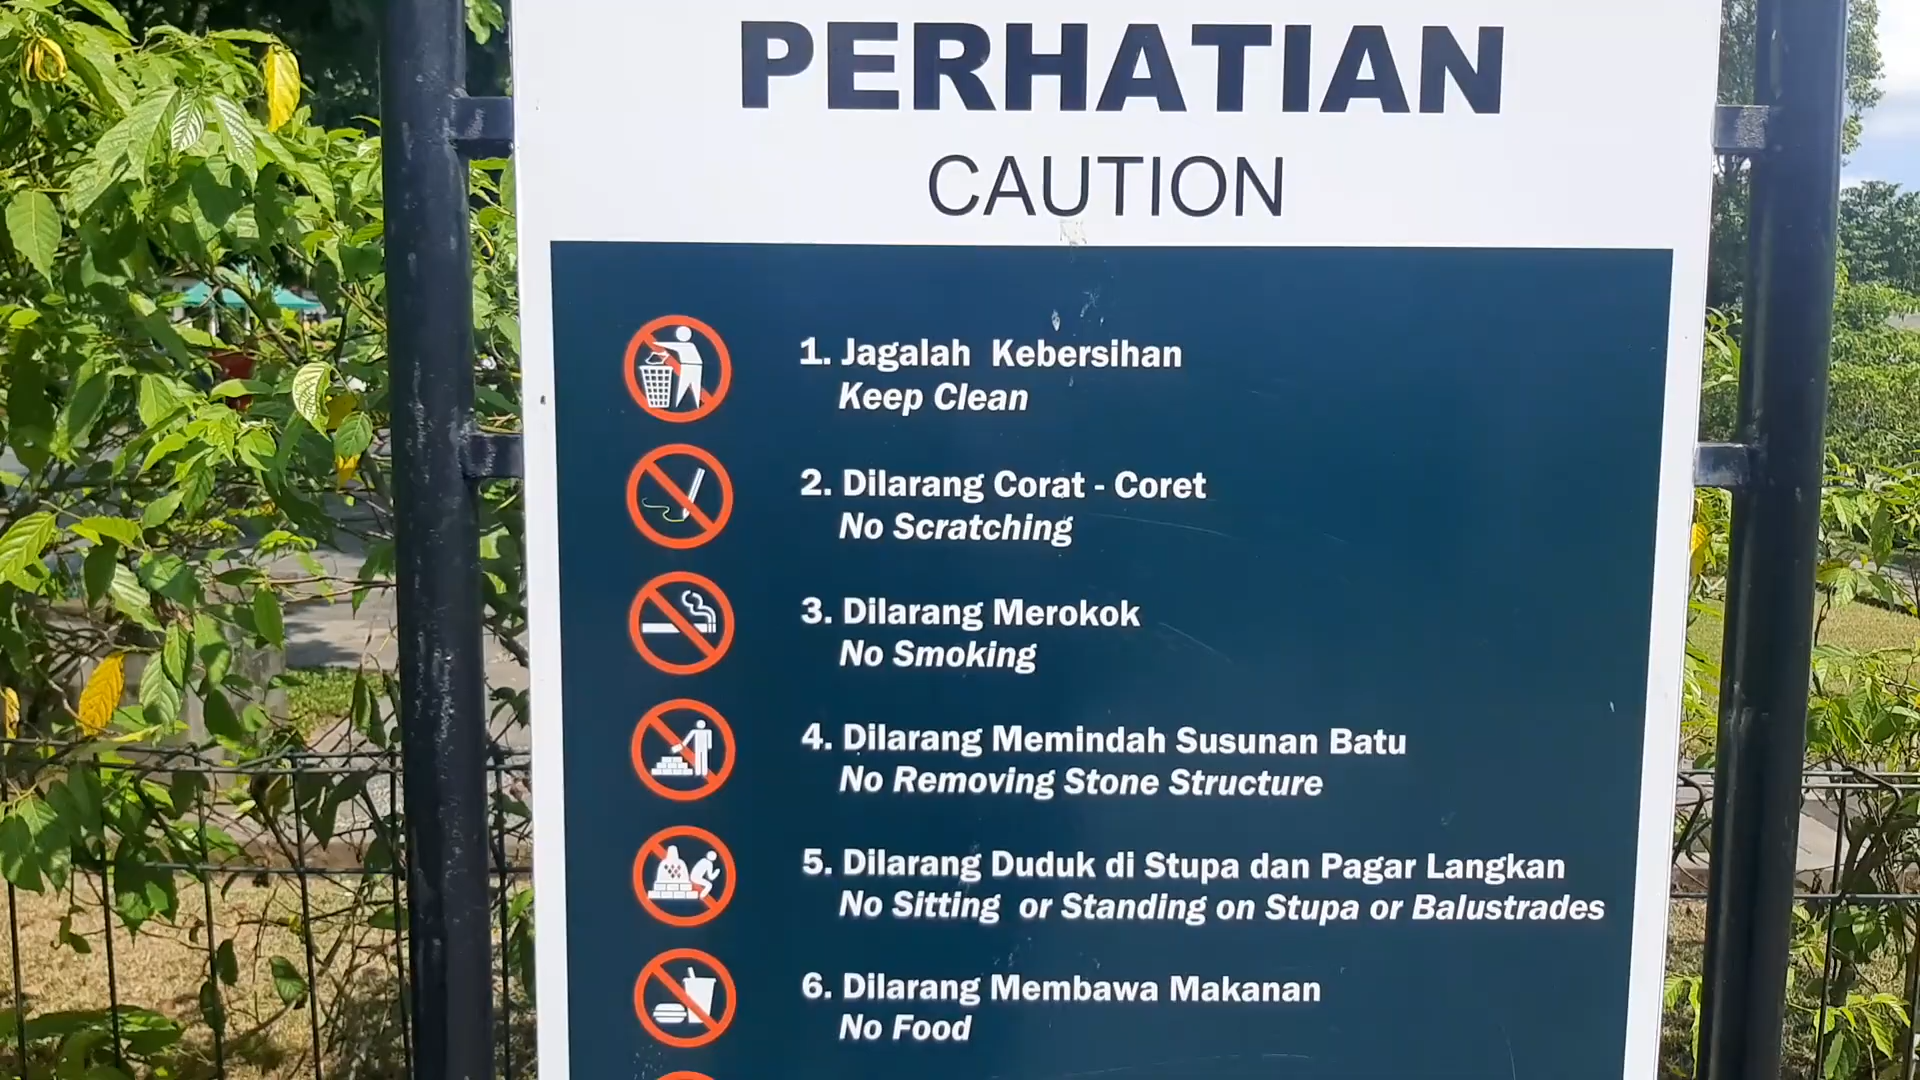 PERHATIAN
CAUTION
1. Jagalah Kebersihan
Keep Clean
2. Dilarang Corat - Coret
No Scratching
3. Dilarang Merokok
No Smoking
4. Dilarang Memindah Susunan Batu
No Removing Stone Structure
5. Dilarang Duduk di Stupa dan Pagar Langkan
No Sitting or Standing on Stupa or Balustrades
6. Dilarang Membawa Makanan
No Food